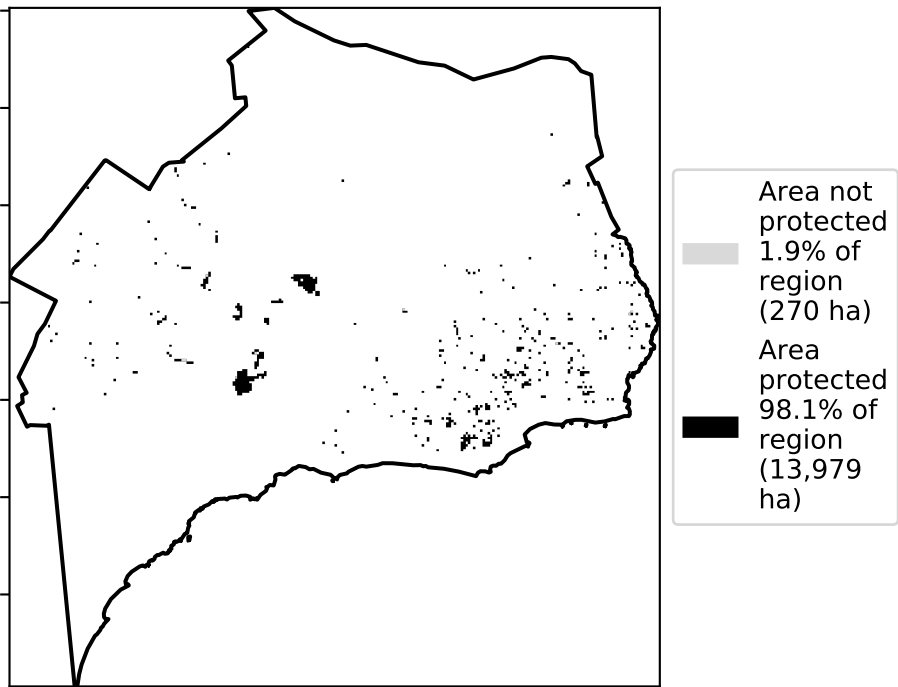 Area not
protected
1.9% of
region
(270 ha)
Area
protected
98.1% of
region
(13,979
ha)